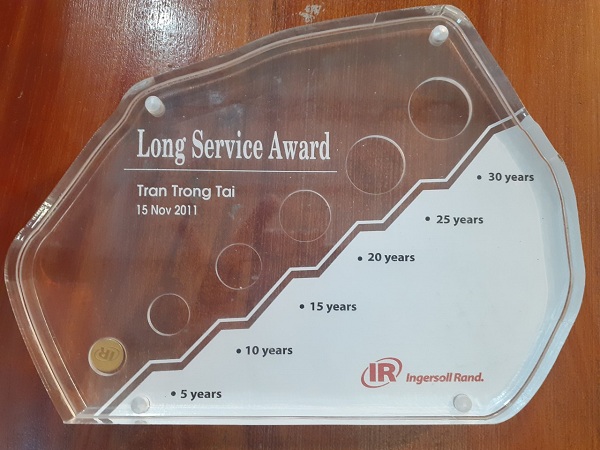 Long Service Award
Tran Trong Tai
15 Nov 2011
• 30 years
• 25 years
• 20 years
• 15 years
• 10 years
• 5 years
IR
IR Ingersoll Rand.